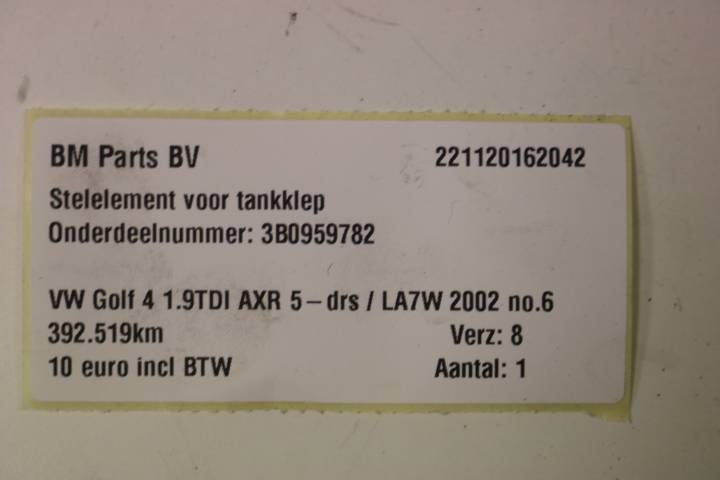 BM Parts BV 221120162042
Stelelement voor tankklep
Onderdeelnummer: 3B0959782
VW Golf 4 1.9TDI AXR 5-drs / LA7W 2002 no.6
392.519km Verz: 8
10 euro incl BTW Aantal: 1